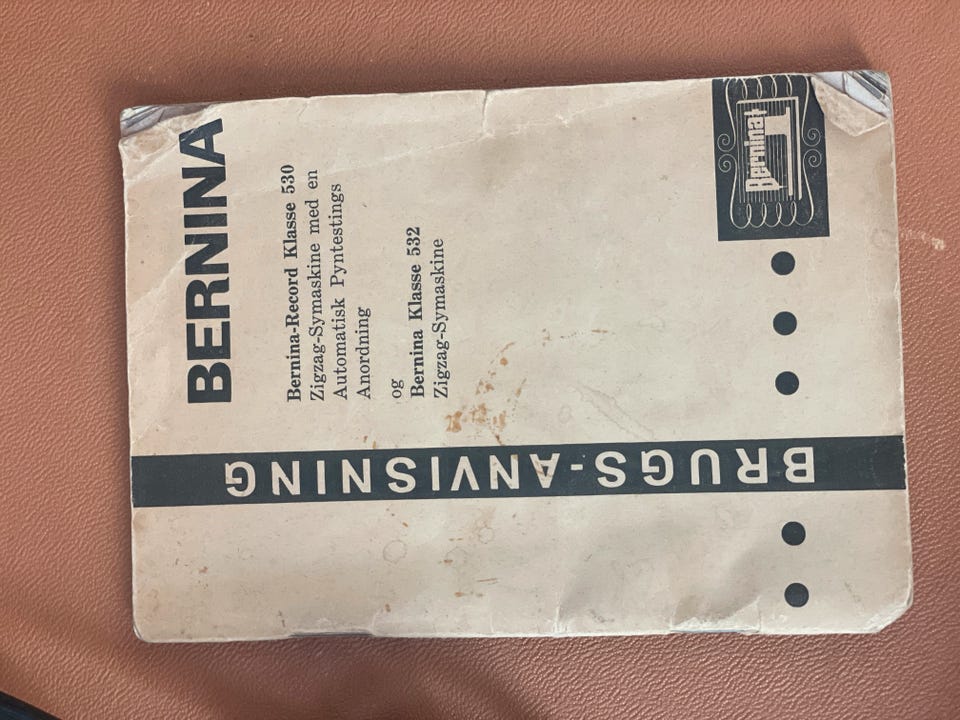 BERNINA
Bernina-Record Klasse 530
Zigzag-Symaskine med en
Automatisk Pyntestings
Anordning
og
Bernina Klasse 532
Zigzag-Symaskine
Bernina
BRUGS-ANVISNING